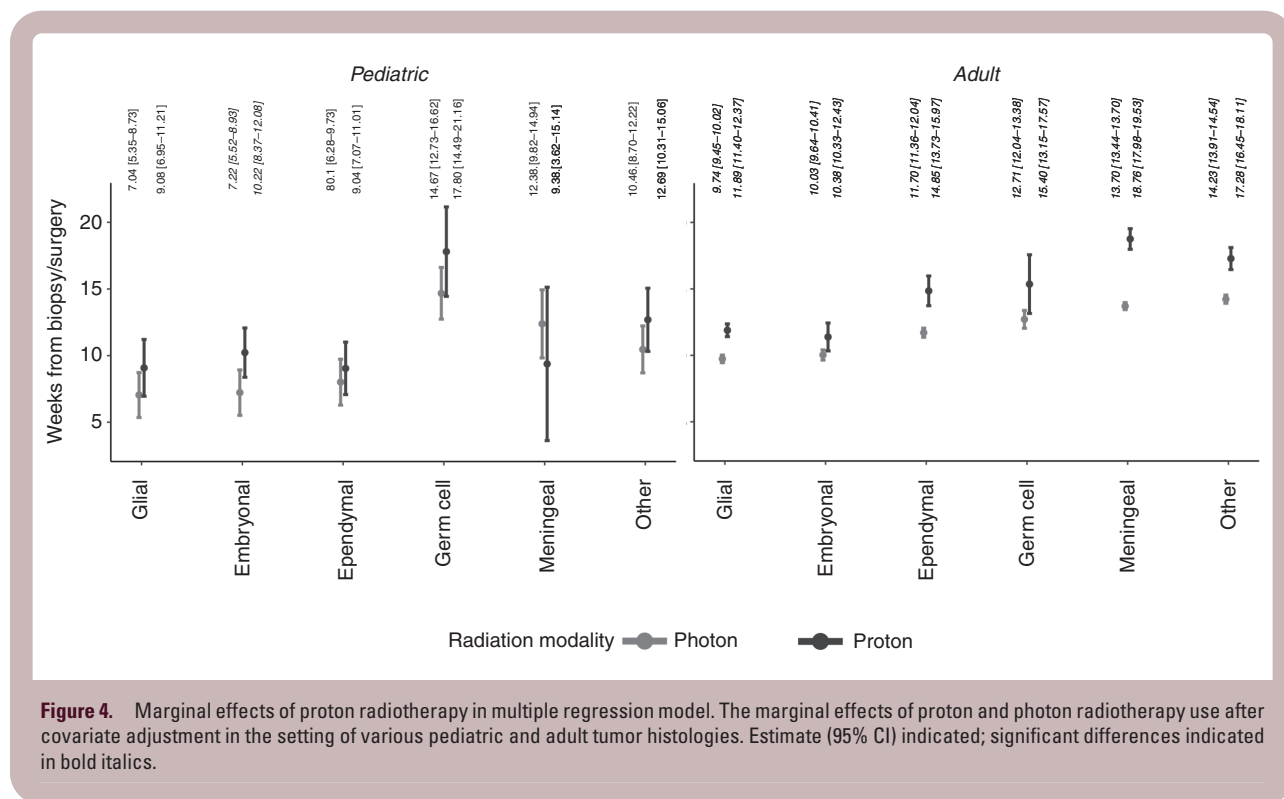 Pediatric
Adult
7.04 [5.35–8.73]
9.08 [6.95–11.21]
7.22 [5.52–8.93]
10.22 [8.37–12.08]
80.1 [6.28–9.73]
9.04 [7.07–11.01]
14.67 [12.73–16.62]
17.80 [14.49–21.16]
12.38.[9.82–14.94]
9.38.[3.62–15.14]
10.46.[8.70–12.22]
12.69 [10.31–15.06]
9.74 [9.45–10.02]
11.89 [11.40–12.37]
10.03 [9.64–10.41]
10.38 [10.33–12.43]
11.70 [11.36–12.04]
14.85 [13.73–15.97]
12.71 [12.04–13.38]
15.40 [13.15–17.57]
13.70 [13.44–13.70]
18.76 [17.98–19.53]
14.23 [13.91–14.54]
17.28 [16.45–18.11]
Weeks from biopsy/surgery
20
15
10
5
Glial
Embryonal
Ependymal
Germ cell
Meningeal
Other
Glial
Embryonal
Ependymal
Germ cell
Meningeal
Other
Radiation modality Photon Proton
Figure 4. Marginal effects of proton radiotherapy in multiple regression model. The marginal effects of proton and photon radiotherapy use after
covariate adjustment in the setting of various pediatric and adult tumor histologies. Estimate (95% CI) indicated; significant differences indicated
in bold italics.